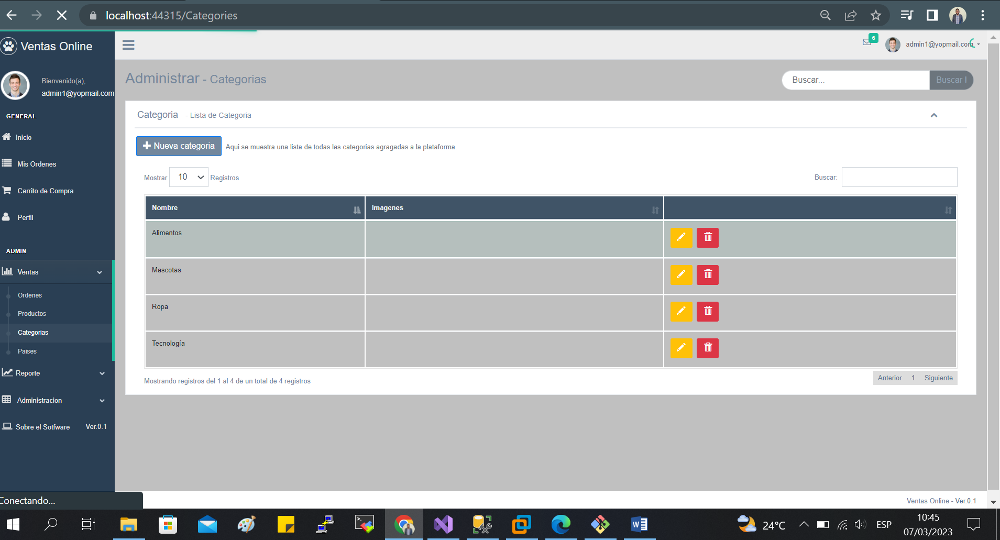 localhost:44315/Categories
Ventas Online
6
admin1@yopmail.com
Bienvenido(a),
admin1@yopmail.com
GENERAL
Inicio
Mis Ordenes
Carrito de Compra
Perfil
ADMIN
Ventas
Ordenes
Productos
Categorias
Paises
Reporte
Administracion
Sobre el Sotfware Ver.0.1
Conectando...
Administrar - Categorias
Buscar... Buscar !
Categoria - Lista de Categoria
Nueva categoria Aqui se muestra una lista de todas las categorias agragadas a la plataforma.
Mostrar 10 Registros Buscar:
Nombre Imagenes
Alimentos
Mascotas
Ropa
Tecnología
Mostrando registros del 1 al 4 de un total de 4 registros
Anterior 1 Siguiente
Ventas Online - Ver.0.1
24°C ESP
10:45
07/03/2023